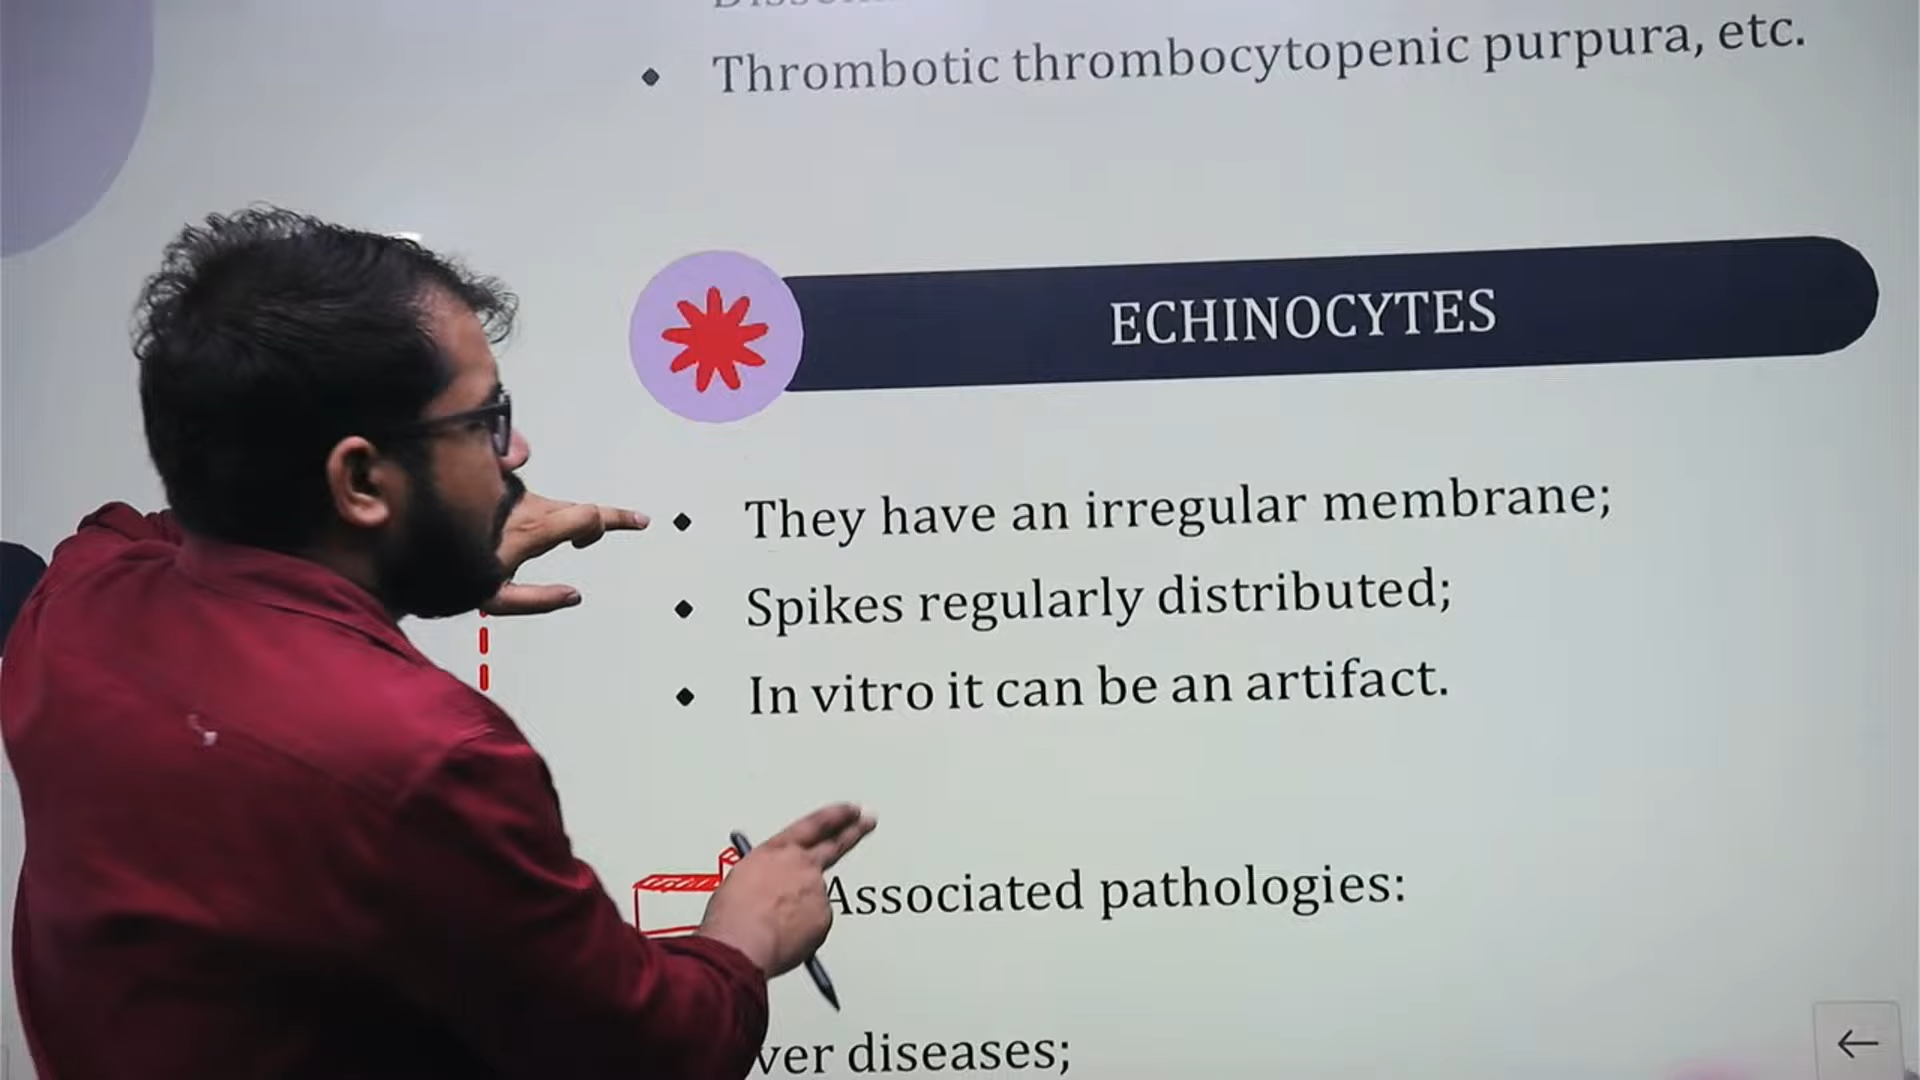 Thrombotic thrombocytopenic purpura, etc.
ECHINOCYTES
They have an irregular membrane;
Spikes regularly distributed;
In vitro it can be an artifact.
Associated pathologies:
diseases;